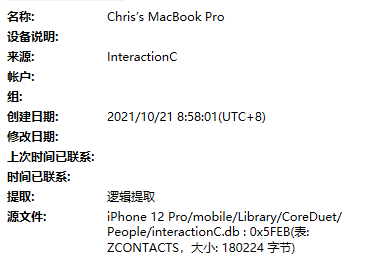 名称: Chris's MacBook Pro
设备说明:
来源: InteractionC
帐户:
组:
创建日期: 2021/10/21 8:58:01(UTC+8)
修改日期:
上次时间已联系:
时间已联系:
提取: 逻辑提取
源文件: iPhone 12 Pro/mobile/Library/CoreDuet/
People/interactionC.db : 0x5FEB(表:
ZCONTACTS，大小: 180224 字节)